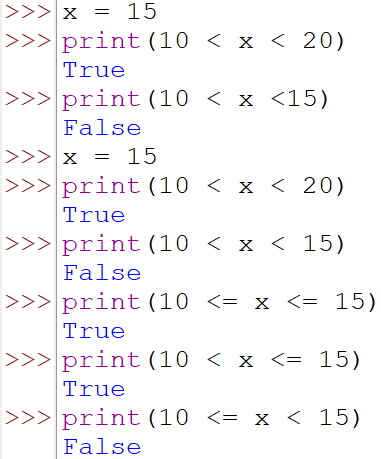 >>> x = 15
>>> print(10 < x < 20)
True
>>> print(10 < x <15)
False
>>> x = 15
>>> print(10 < x < 20)
True
>>> print(10 < x < 15)
False
>>> print(10 <= x <= 15)
True
>>> print(10 < x <= 15)
True
>>> print(10 <= x < 15)
False